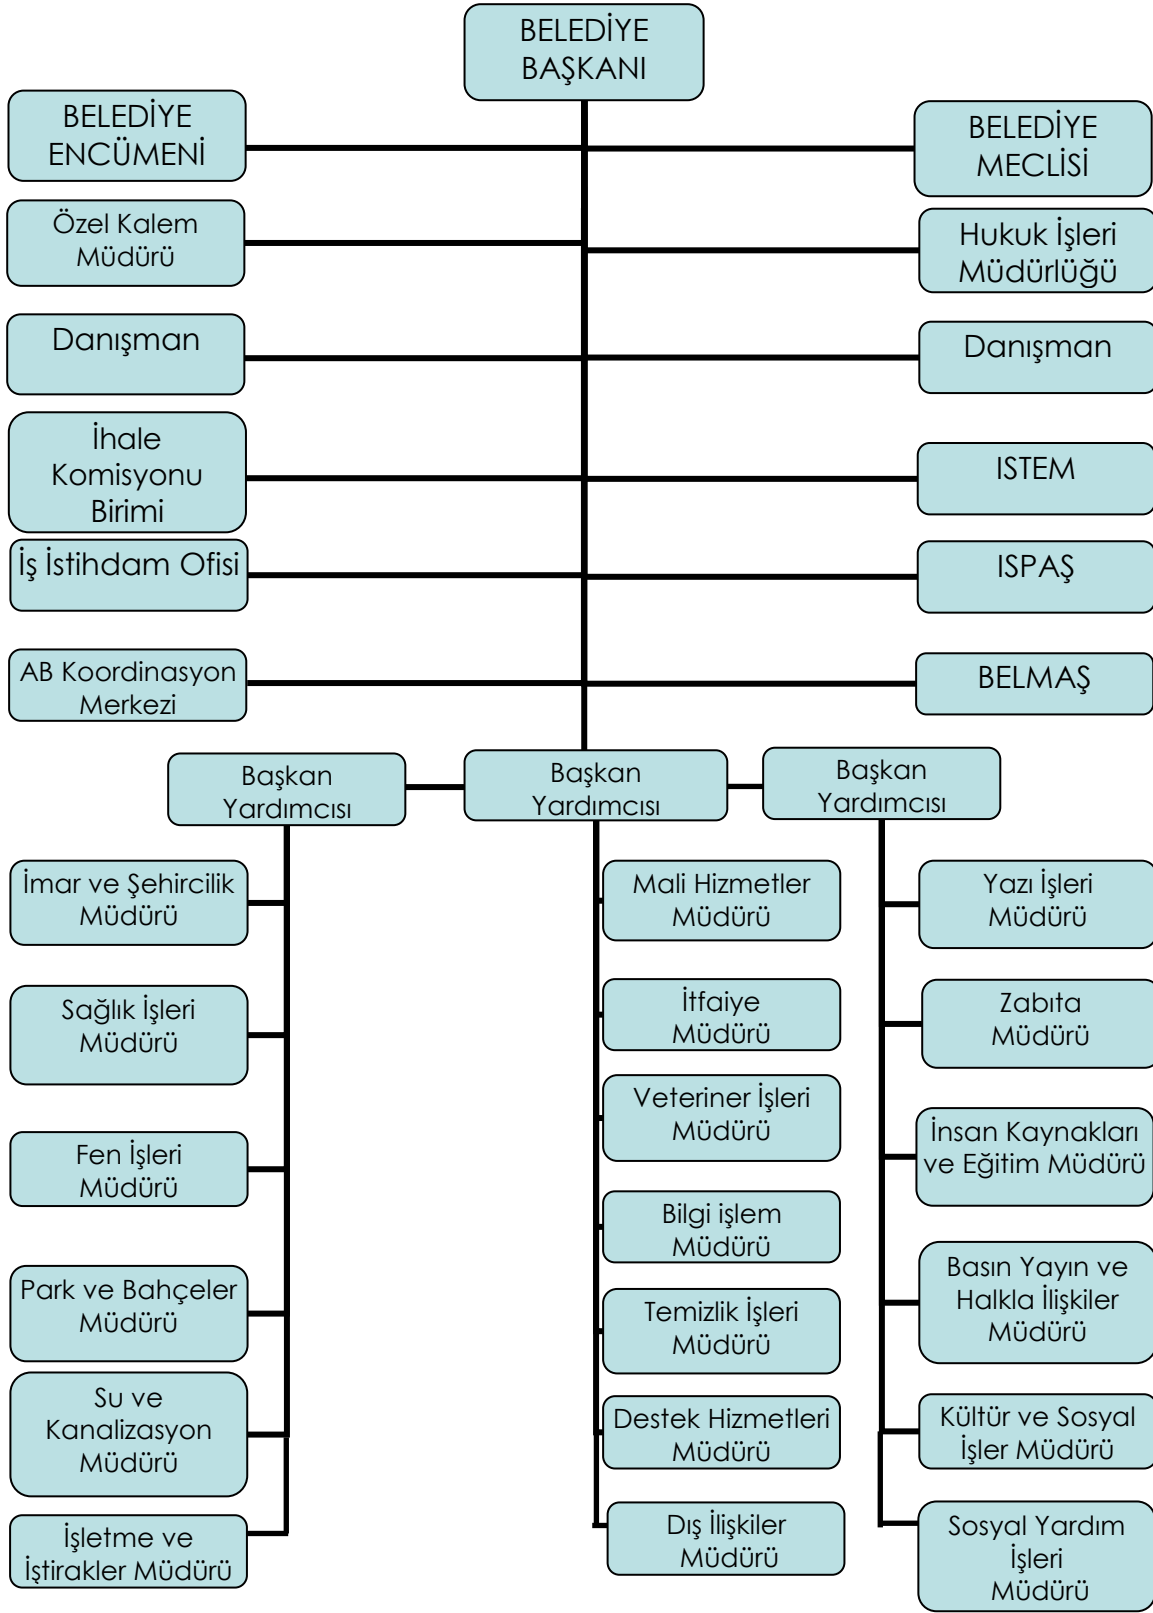 BELEDİYE
BAŞKANI
BELEDİYE
ENCÜMENİ
BELEDİYE
MECLİSİ
Özel Kalem
Müdürü
Hukuk İşleri
Müdürlüğü
Danışman
Danışman
İhale
Komisyonu
Birimi
ISTEM
İş İstihdam Ofisi
ISPAŞ
AB Koordinasyon
Merkezi
BELMAŞ
Başkan
Yardımcısı
Başkan
Yardımcısı
Başkan
Yardımcısı
İmar ve Şehircilik
Müdürü
Sağlık İşleri
Müdürü
Fen İşleri
Müdürü
Park ve Bahçeler
Müdürü
Su ve
Kanalizasyon
Müdürü
İşletme ve
İştirakler Müdürü
Mali Hizmetler
Müdürü
İtfaiye
Müdürü
Veteriner İşleri
Müdürü
Bilgi işlem
Müdürü
Temizlik İşleri
Müdürü
Destek Hizmetleri
Müdürü
Dış İlişkiler
Müdürü
Yazı İşleri
Müdürü
Zabıta
Müdürü
İnsan Kaynakları
ve Eğitim Müdürü
Basın Yayın ve
Halkla İlişkiler
Müdürü
Kültür ve Sosyal
İşler Müdürü
Sosyal Yardım
İşleri
Müdürü